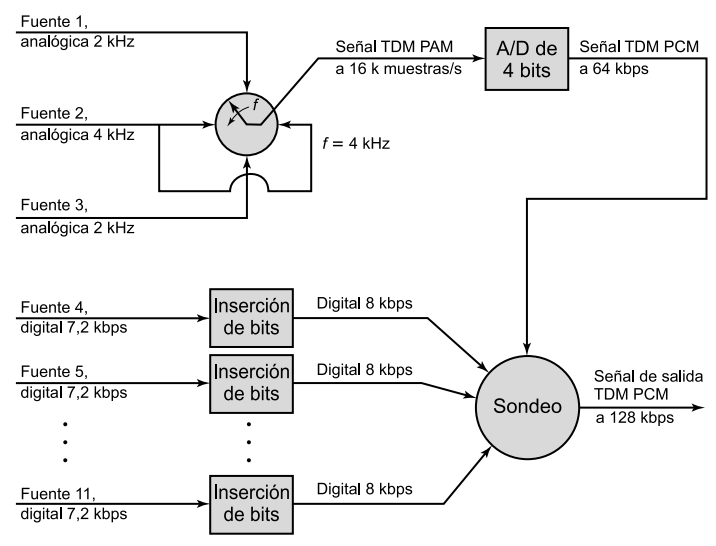 Fuente 1,
analógica 2 kHz
Señal TDM PAM
a 16 k muestras/s
A/D de
4 bits
Señal TDM PCM
a 64 kbps
f
Fuente 2,
analógica 4 kHz
f = 4 kHz
Fuente 3,
analógica 2 kHz
Fuente 4,
digital 7,2 kbps
Inserción
de bits
Digital 8 kbps
Fuente 5,
digital 7,2 kbps
Inserción
de bits
Digital 8 kbps
Sondeo
Señal de salida
TDM PCM
a 128 kbps
Fuente 11,
digital 7,2 kbps
Inserción
de bits
Digital 8 kbps